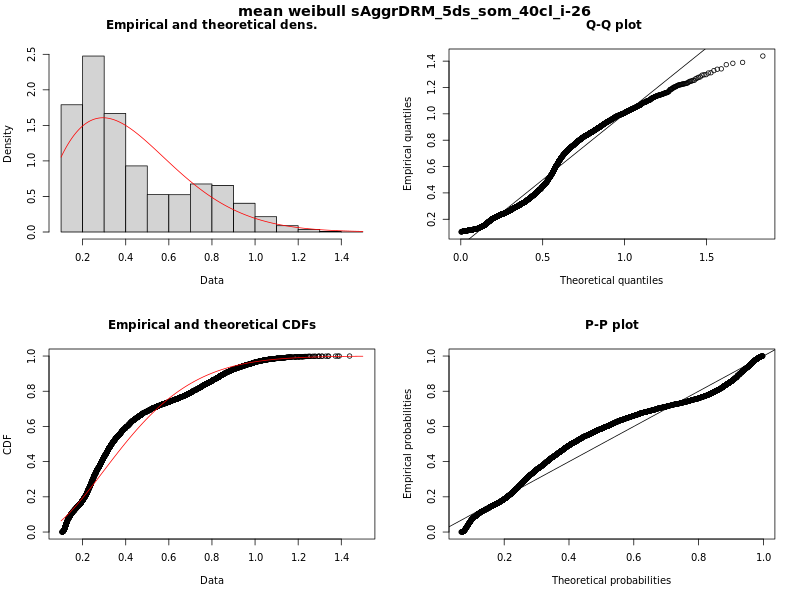 mean weibull sAggrDRM_5ds_som_40cl_i-26
Empirical and theoretical dens.
Density
0.0 0.5 1.0 1.5 2.0 2.5
0.2 0.4 0.6 0.8 1.0 1.2 1.4
Data
Q-Q plot
Empirical quantiles
0.2 0.4 0.6 0.8 1.0 1.2 1.4
0.0 0.5 1.0 1.5
Theoretical quantiles
Empirical and theoretical CDFs
CDF
0.0 0.2 0.4 0.6 0.8 1.0
0.2 0.4 0.6 0.8 1.0 1.2 1.4
Data
P-P plot
Empirical probabilities
0.0 0.2 0.4 0.6 0.8 1.0
0.2 0.4 0.6 0.8 1.0
Theoretical probabilities